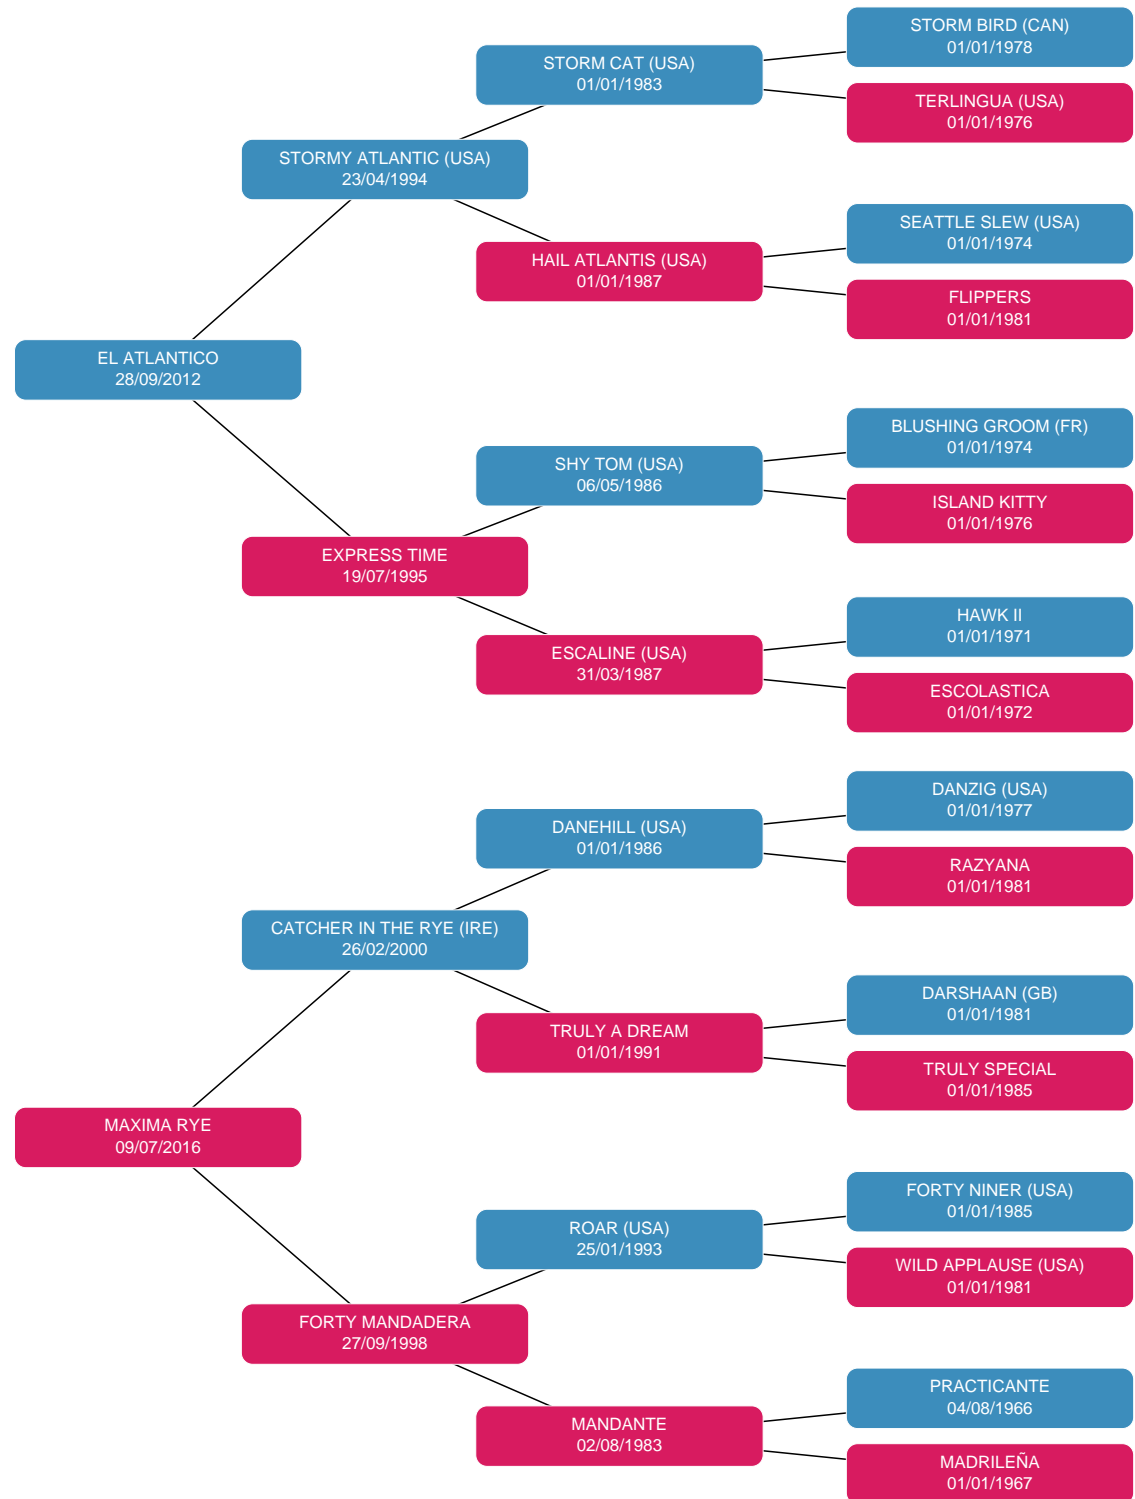 STORM BIRD (CAN)
01/01/1978
STORM CAT (USA)
01/01/1983
TERLINGUA (USA)
01/01/1976
STORMY ATLANTIC (USA)
23/04/1994
SEATTLE SLEW (USA)
01/01/1974
HAIL ATLANTIS (USA)
01/01/1987
FLIPPERS
01/01/1981
EL ATLANTICO
28/09/2012
BLUSHING GROOM (FR)
01/01/1974
SHY TOM (USA)
06/05/1986
ISLAND KITTY
01/01/1976
EXPRESS TIME
19/07/1995
HAWK II
01/01/1971
ESCALINE (USA)
31/03/1987
ESCOLASTICA
01/01/1972
DANZIG (USA)
01/01/1977
DANEHILL (USA)
01/01/1986
RAZYANA
01/01/1981
CATCHER IN THE RYE (IRE)
26/02/2000
DARSHAAN (GB)
01/01/1981
TRULY A DREAM
01/01/1991
TRULY SPECIAL
01/01/1985
MAXIMA RYE
09/07/2016
FORTY NINER (USA)
01/01/1985
ROAR (USA)
25/01/1993
WILD APPLAUSE (USA)
01/01/1981
FORTY MANDADERA
27/09/1998
PRACTICANTE
04/08/1966
MANDANTE
02/08/1983
MADRILEÑA
01/01/1967